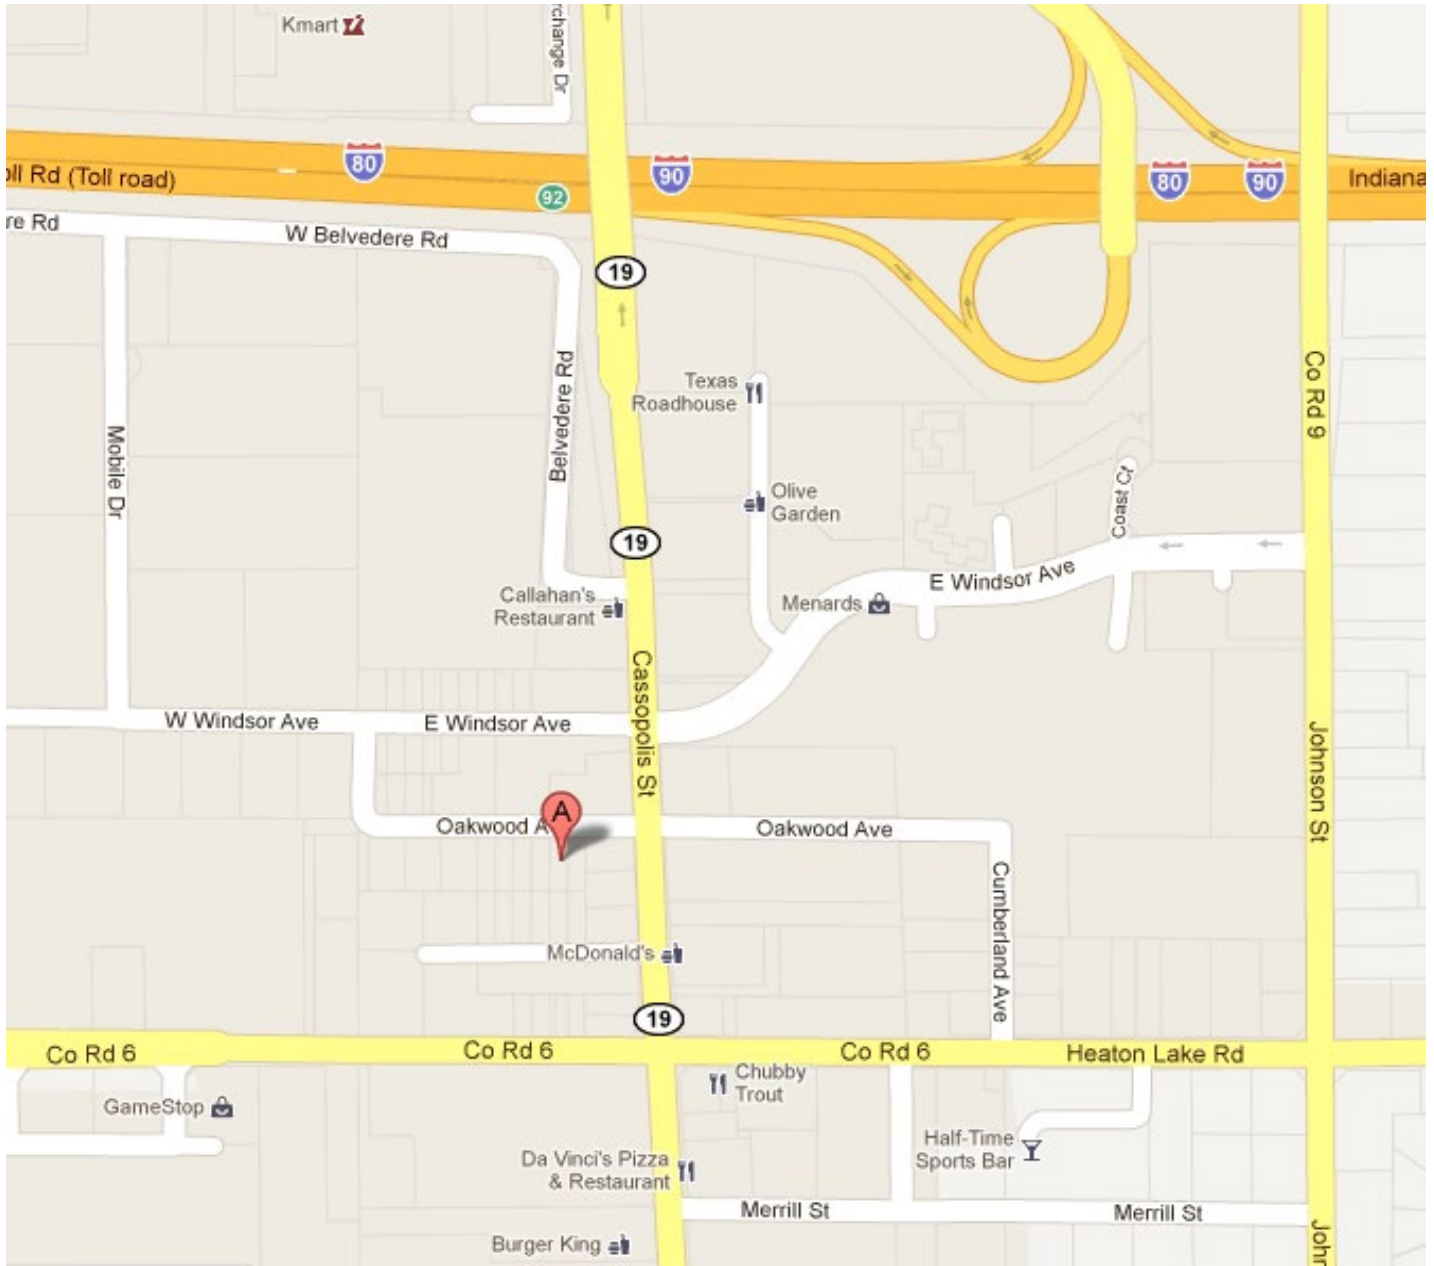 Kmart
rchange Dr
80
90
80
90
oll Rd (Toll road)
Indiana
92
re Rd
W Belvedere Rd
19
Belvedere Rd
Texas
Roadhouse
Co Rd 9
Mobile Dr
Olive
Garden
Coast Ct
19
E Windsor Ave
Callahan's
Restaurant
Menards
Cassopolis St
W Windsor Ave
E Windsor Ave
Johnson St
A
Oakwood A
Oakwood Ave
Cumberland Ave
McDonald's
19
Co Rd 6
Co Rd 6
Co Rd 6
Heaton Lake Rd
Chubby
Trout
GameStop
Half-Time
Sports Bar
Da Vinci's Pizza
& Restaurant
Merrill St
Merrill St
Burger King
John